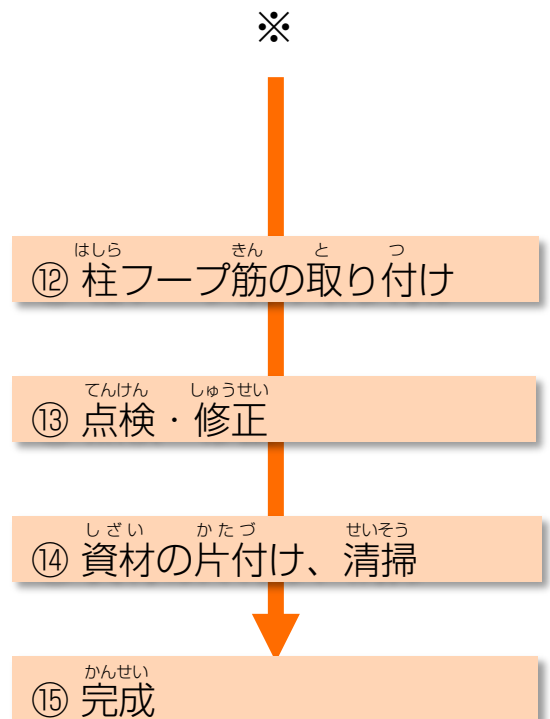 ※
はしら きん と つ
⑫ 柱フープ筋の取り付け
てんけん しゅうせい
⑬ 点検・修正
しざい かたづ せいそう
⑭ 資材の片付け、清掃
かんせい
⑮ 完成